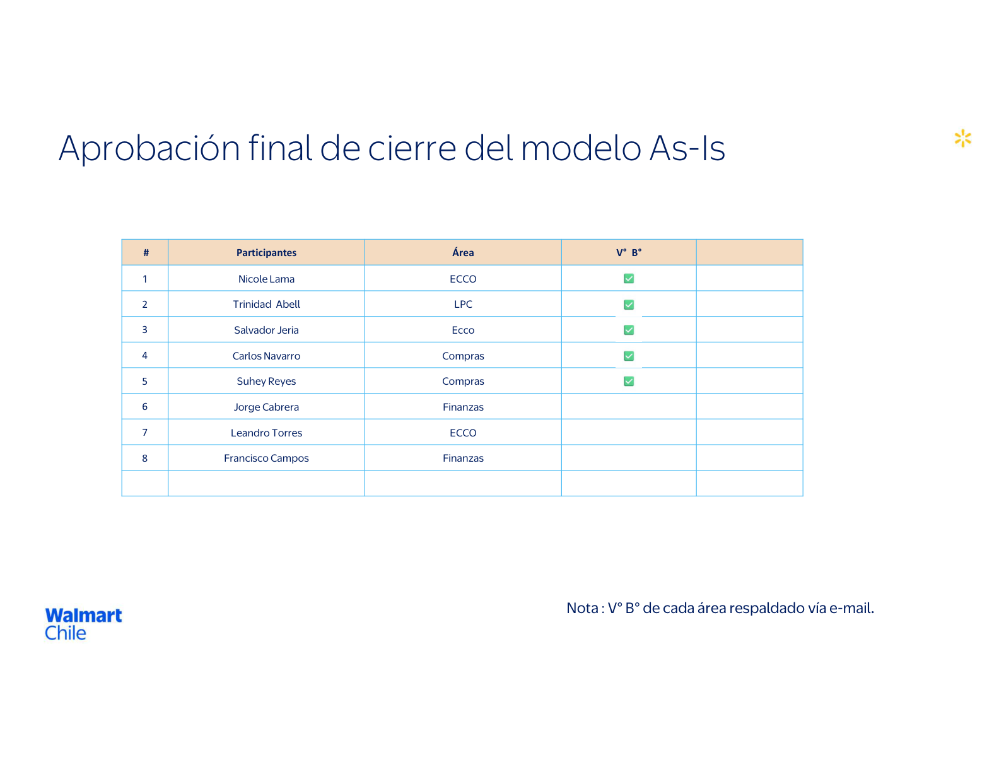 Aprobación final de cierre del modelo As-Is
# Participantes Área V° B°
1 Nicole Lama ECCO ✅
2 Trinidad Abell LPC ✅
3 Salvador Jeria Ecco ✅
4 Carlos Navarro Compras ✅
5 Suhey Reyes Compras ✅
6 Jorge Cabrera Finanzas
7 Leandro Torres ECCO
8 Francisco Campos Finanzas
Nota : V° B° de cada área respaldado vía e-mail.
Walmart
Chile